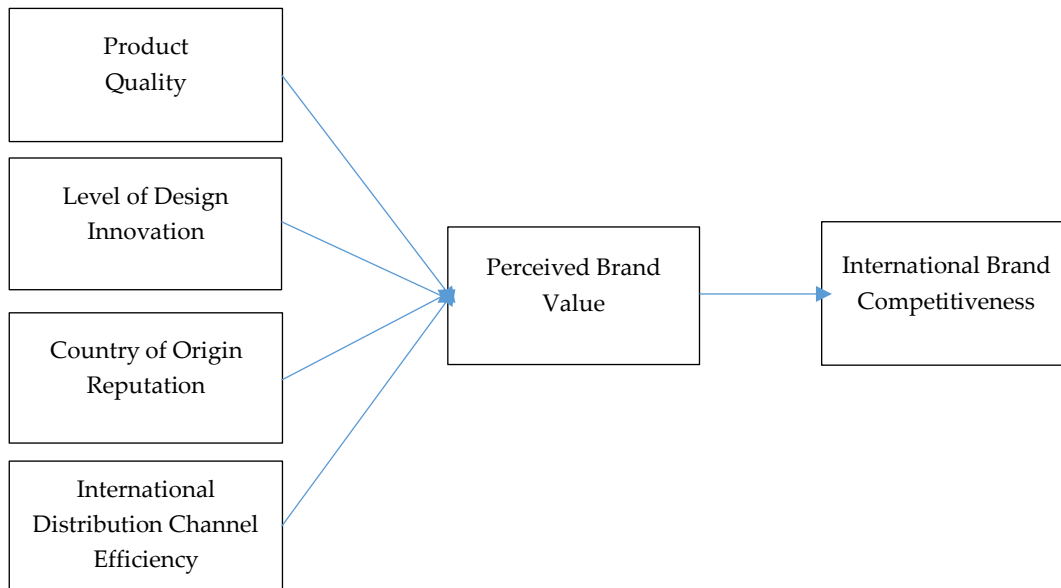 Product
Quality
Level of Design
Innovation
Country of Origin
Reputation
International
Distribution Channel
Efficiency
Perceived Brand
Value
International Brand
Competitiveness